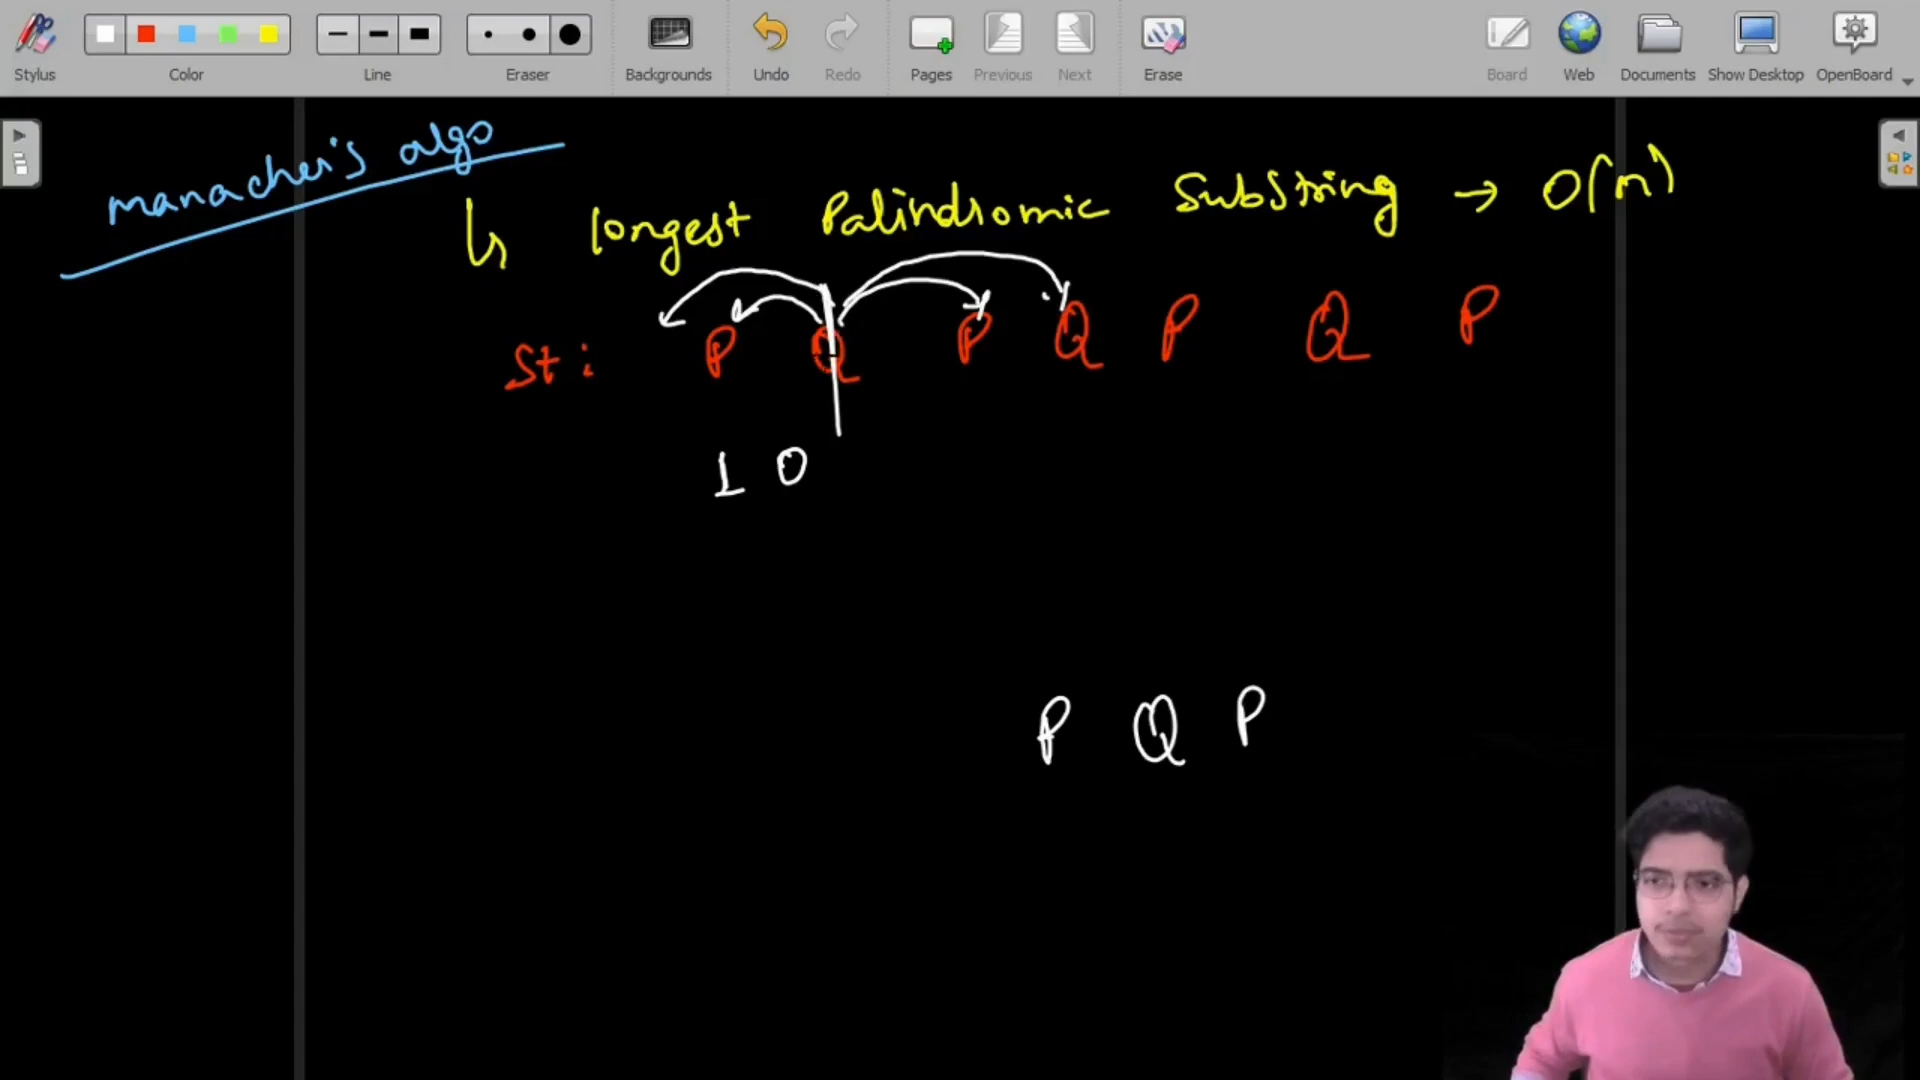 Stylus Color Line Eraser Backgrounds Undo Redo Pages Previous Next Erase Board Web Documents Show Desktop OpenBoard
manacher's algo
longest Palindromic SubString → O(n)
St : P Q P Q P Q P
1 0
P Q P